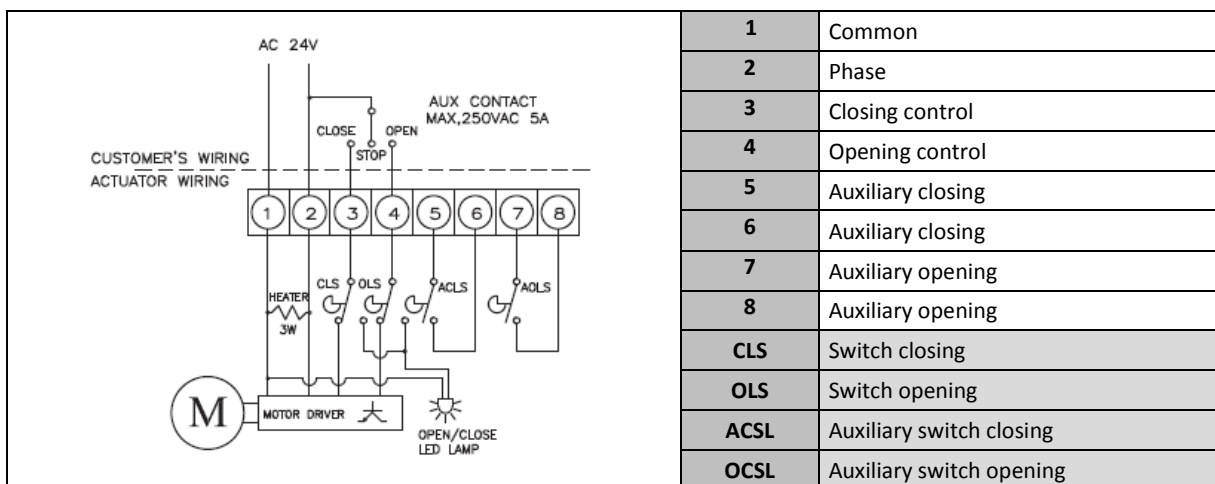 AC 24V
AUX CONTACT
MAX,250VAC 5A
CLOSE OPEN
STOP
CUSTOMER'S WIRING
ACTUATOR WIRING
1 2 3 4 5 6 7 8
CLS OLS ACLS AOLS
HEATER
3W
M MOTOR DRIVER
OPEN/CLOSE
LED LAMP
1 Common
2 Phase
3 Closing control
4 Opening control
5 Auxiliary closing
6 Auxiliary closing
7 Auxiliary opening
8 Auxiliary opening
CLS Switch closing
OLS Switch opening
ACSL Auxiliary switch closing
OCSL Auxiliary switch opening